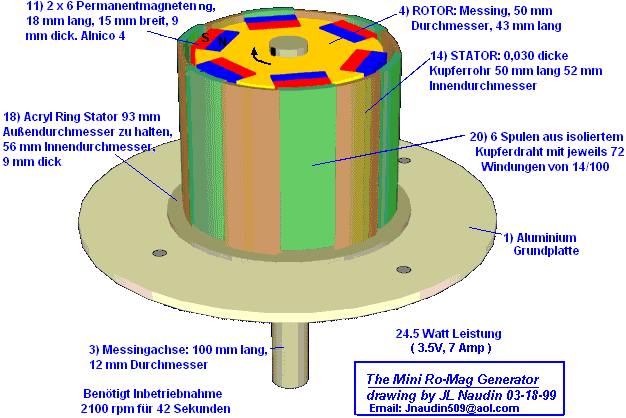 11) 2 x 6 Permanentmagneten ng,
18 mm lang, 15 mm breit, 9
mm dick. Alnico 4
S N
4) ROTOR: Messing, 50 mm
Durchmesser, 43 mm lang
14) STATOR: 0,030 dicke
Kupferrohr 50 mm lang 52 mm
Innendurchmesser
18) Acryl Ring Stator 93 mm
Außendurchmesser zu halten,
56 mm Innendurchmesser,
9 mm dick
20) 6 Spulen aus isoliertem
Kupferdraht mit jeweils 72
Windungen von 14/100
1) Aluminium
Grundplatte
3) Messingachse: 100 mm lang,
12 mm Durchmesser
24.5 Watt Leistung
( 3.5V, 7 Amp )
Benötigt Inbetriebnahme
2100 rpm für 42 Sekunden
The Mini Ro-Mag Generator
drawing by JL Naudin 03-18-99
Email: Jnaudin509@aol.com